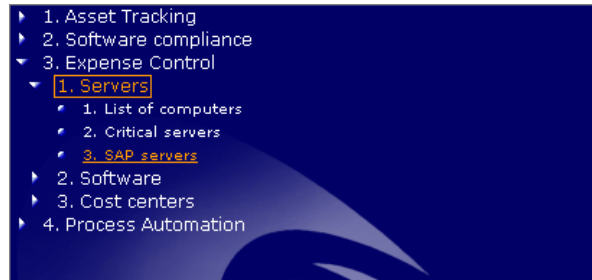 1. Asset Tracking
2. Software compliance
3. Expense Control
1. Servers
1. List of computers
2. Critical servers
3. SAP servers
2. Software
3. Cost centers
4. Process Automation